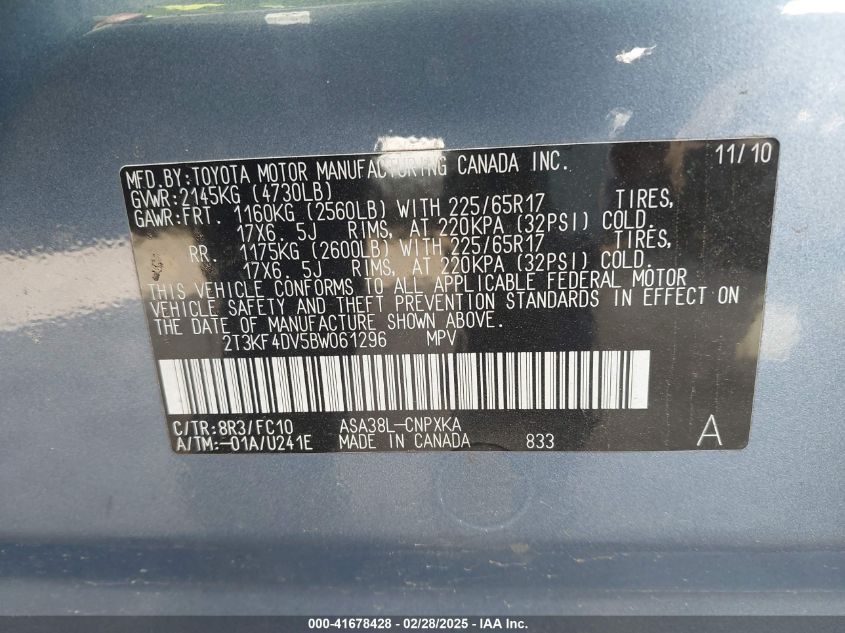 MFD.BY:TOYOTA MOTOR MANUFACTURING CANADA INC. 11/10
GVWR:2145KG (4730LB)
GAWR:FRT. 1160KG (2560LB) WITH 225/65R17 TIRES,
17X6. 5J RIMS, AT 220KPA (32PSI) COLD.
RR. 1175KG (2600LB) WITH 225/65R17 TIRES,
17X6. 5J RIMS, AT 220KPA (32PSI) COLD.
THIS VEHICLE CONFORMS TO ALL APPLICABLE FEDERAL MOTOR
VEHICLE SAFETY AND THEFT PREVENTION STANDARDS IN EFFECT ON
THE DATE OF MANUFACTURE SHOWN ABOVE.
2T3KF4DV5BW061296 MPV
C/TR:8R3/FC10 ASA38L-CNPXKA
A/TM:-01A/U241E MADE IN CANADA 833 A
000-41678428 - 02/28/2025 - IAA Inc.